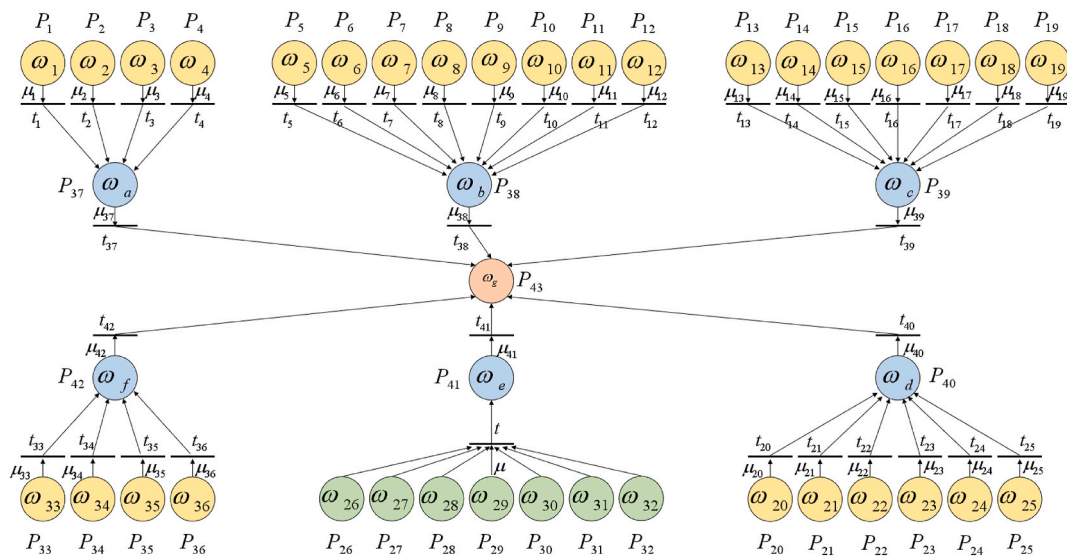 P₁ P₂ P₃ P₄ P₅ P₆ P₇ P₈ P₉ P₁₀ P₁₁ P₁₂ P₁₃ P₁₄ P₁₅ P₁₆ P₁₇ P₁₈ P₁₉
ω₁ ω₂ ω₃ ω₄ ω₅ ω₆ ω₇ ω₈ ω₉ ω₁₀ ω₁₁ ω₁₂ ω₁₃ ω₁₄ ω₁₅ ω₁₆ ω₁₇ ω₁₈ ω₁₉
μ₁ μ₂ μ₃ μ₄ μ₅ μ₆ μ₇ μ₈ μ₉ μ₁₀ μ₁₁ μ₁₂ μ₁₃ μ₁₄ μ₁₅ μ₁₆ μ₁₇ μ₁₈ μ₁₉
t₁ t₂ t₃ t₄ t₅ t₆ t₇ t₈ t₉ t₁₀ t₁₁ t₁₂ t₁₃ t₁₄ t₁₅ t₁₆ t₁₇ t₁₈ t₁₉
P₃₇ ω_a ω_b P₃₈ ω_c P₃₉
μ₃₇ μ₃₈ μ₃₉
t₃₇ t₃₈ t₃₉
ω_g P₄₃
t₄₂ t₄₁ t₄₀
μ₄₂ μ₄₁ μ₄₀
P₄₂ ω_f P₄₁ ω_e ω_d P₄₀
t₃₃ t₃₄ t₃₅ t₃₆ t t₂₀ t₂₁ t₂₂ t₂₃ t₂₄ t₂₅
μ₃₃ μ₃₄ μ₃₅ μ₃₆ μ μ₂₀ μ₂₁ μ₂₂ μ₂₃ μ₂₄ μ₂₅
ω₃₃ ω₃₄ ω₃₅ ω₃₆ ω₂₆ ω₂₇ ω₂₈ ω₂₉ ω₃₀ ω₃₁ ω₃₂ ω₂₀ ω₂₁ ω₂₂ ω₂₃ ω₂₄ ω₂₅
P₃₃ P₃₄ P₃₅ P₃₆ P₂₆ P₂₇ P₂₈ P₂₉ P₃₀ P₃₁ P₃₂ P₂₀ P₂₁ P₂₂ P₂₃ P₂₄ P₂₅